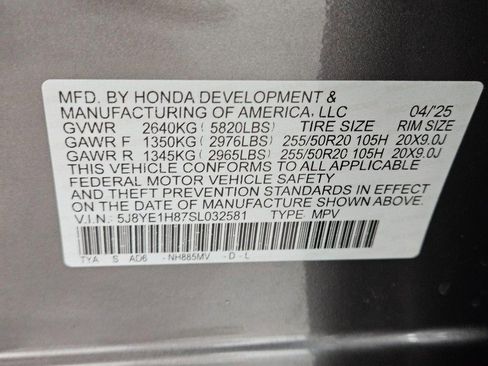 MFD. BY HONDA DEVELOPMENT &
MANUFACTURING OF AMERICA, LLC 04/'25
GVWR 2640KG ( 5820LBS) TIRE SIZE RIM SIZE
GAWR F 1350KG ( 2976LBS) 255/50R20 105H 20X9.0J
GAWR R 1345KG ( 2965LBS) 255/50R20 105H 20X9.0J
THIS VEHICLE CONFORMS TO ALL APPLICABLE
FEDERAL MOTOR VEHICLE SAFETY, BUMPER, AND
THEFT PREVENTION STANDARDS IN EFFECT ON
THE DATE OF MANUFACTURE SHOWN ABOVE.
V.I.N.: 5J8YE1H87SL032581 TYPE: MPV
TYA S AD6 -NH885MV - D - L